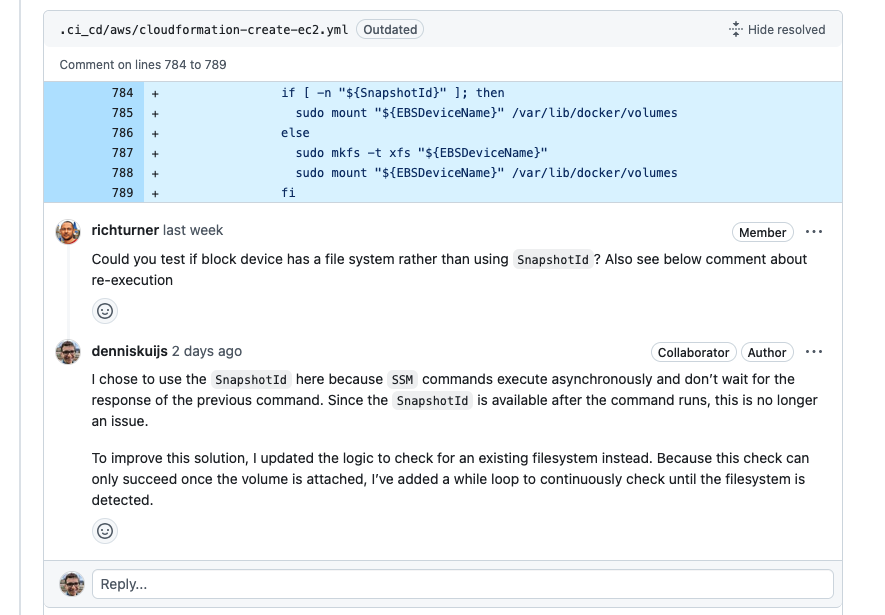 .ci_cd/aws/cloudformation-create-ec2.yml Outdated Hide resolved
Comment on lines 784 to 789
784 + if [ -n "${SnapshotId}" ]; then
785 + sudo mount "${EBSDeviceName}" /var/lib/docker/volumes
786 + else
787 + sudo mkfs -t xfs "${EBSDeviceName}"
788 + sudo mount "${EBSDeviceName}" /var/lib/docker/volumes
789 + fi
richturner last week Member
Could you test if block device has a file system rather than using SnapshotId? Also see below comment about
re-execution
denniskuijs 2 days ago Collaborator Author
I chose to use the SnapshotId here because SSM commands execute asynchronously and don’t wait for the
response of the previous command. Since the SnapshotId is available after the command runs, this is no longer
an issue.
To improve this solution, I updated the logic to check for an existing filesystem instead. Because this check can
only succeed once the volume is attached, I’ve added a while loop to continuously check until the filesystem is
detected.
Reply...